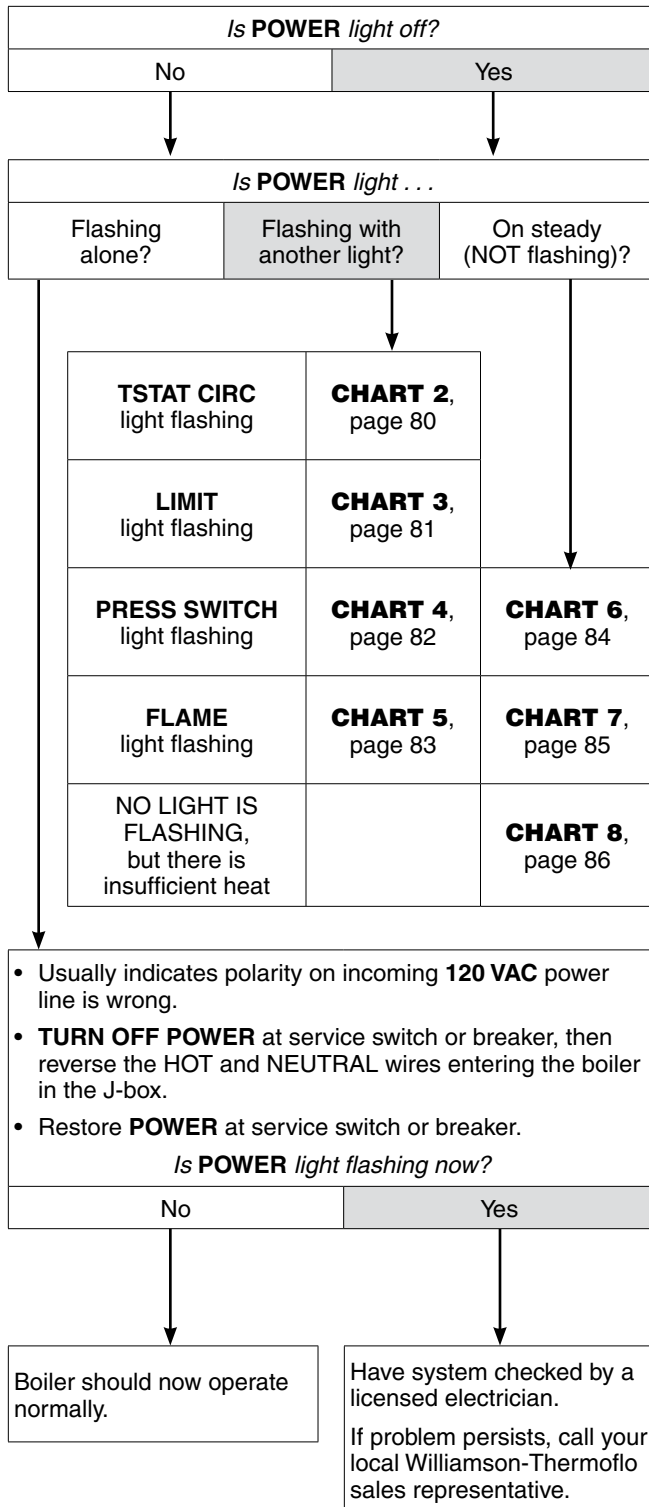 Is POWER light off?
No
Yes
Is POWER light . . .
Flashing
alone?
Flashing with
another light?
On steady
(NOT flashing)?
TSTAT CIRC
light flashing
CHART 2,
page 80
LIMIT
light flashing
CHART 3,
page 81
PRESS SWITCH
light flashing
CHART 4,
page 82
CHART 6,
page 84
FLAME
light flashing
CHART 5,
page 83
CHART 7,
page 85
NO LIGHT IS
FLASHING,
but there is
insufficient heat
CHART 8,
page 86
• Usually indicates polarity on incoming 120 VAC power
line is wrong.
• TURN OFF POWER at service switch or breaker, then
reverse the HOT and NEUTRAL wires entering the boiler
in the J-box.
• Restore POWER at service switch or breaker.
Is POWER light flashing now?
No
Yes
Boiler should now operate
normally.
Have system checked by a
licensed electrician.
If problem persists, call your
local Williamson-Thermoflo
sales representative.